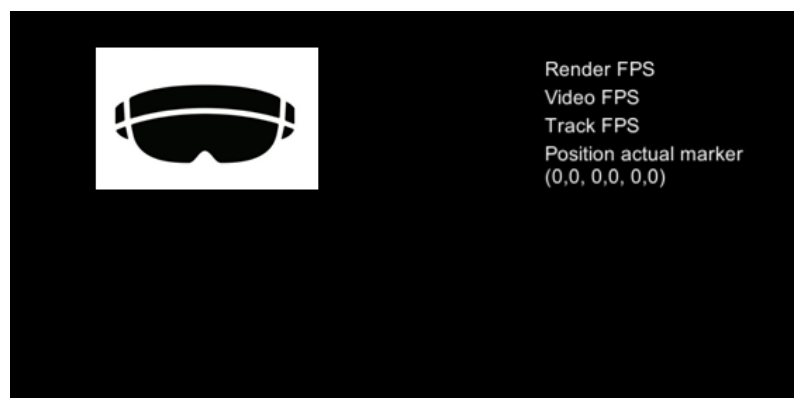 Render FPS
Video FPS
Track FPS
Position actual marker
(0,0, 0,0, 0,0)